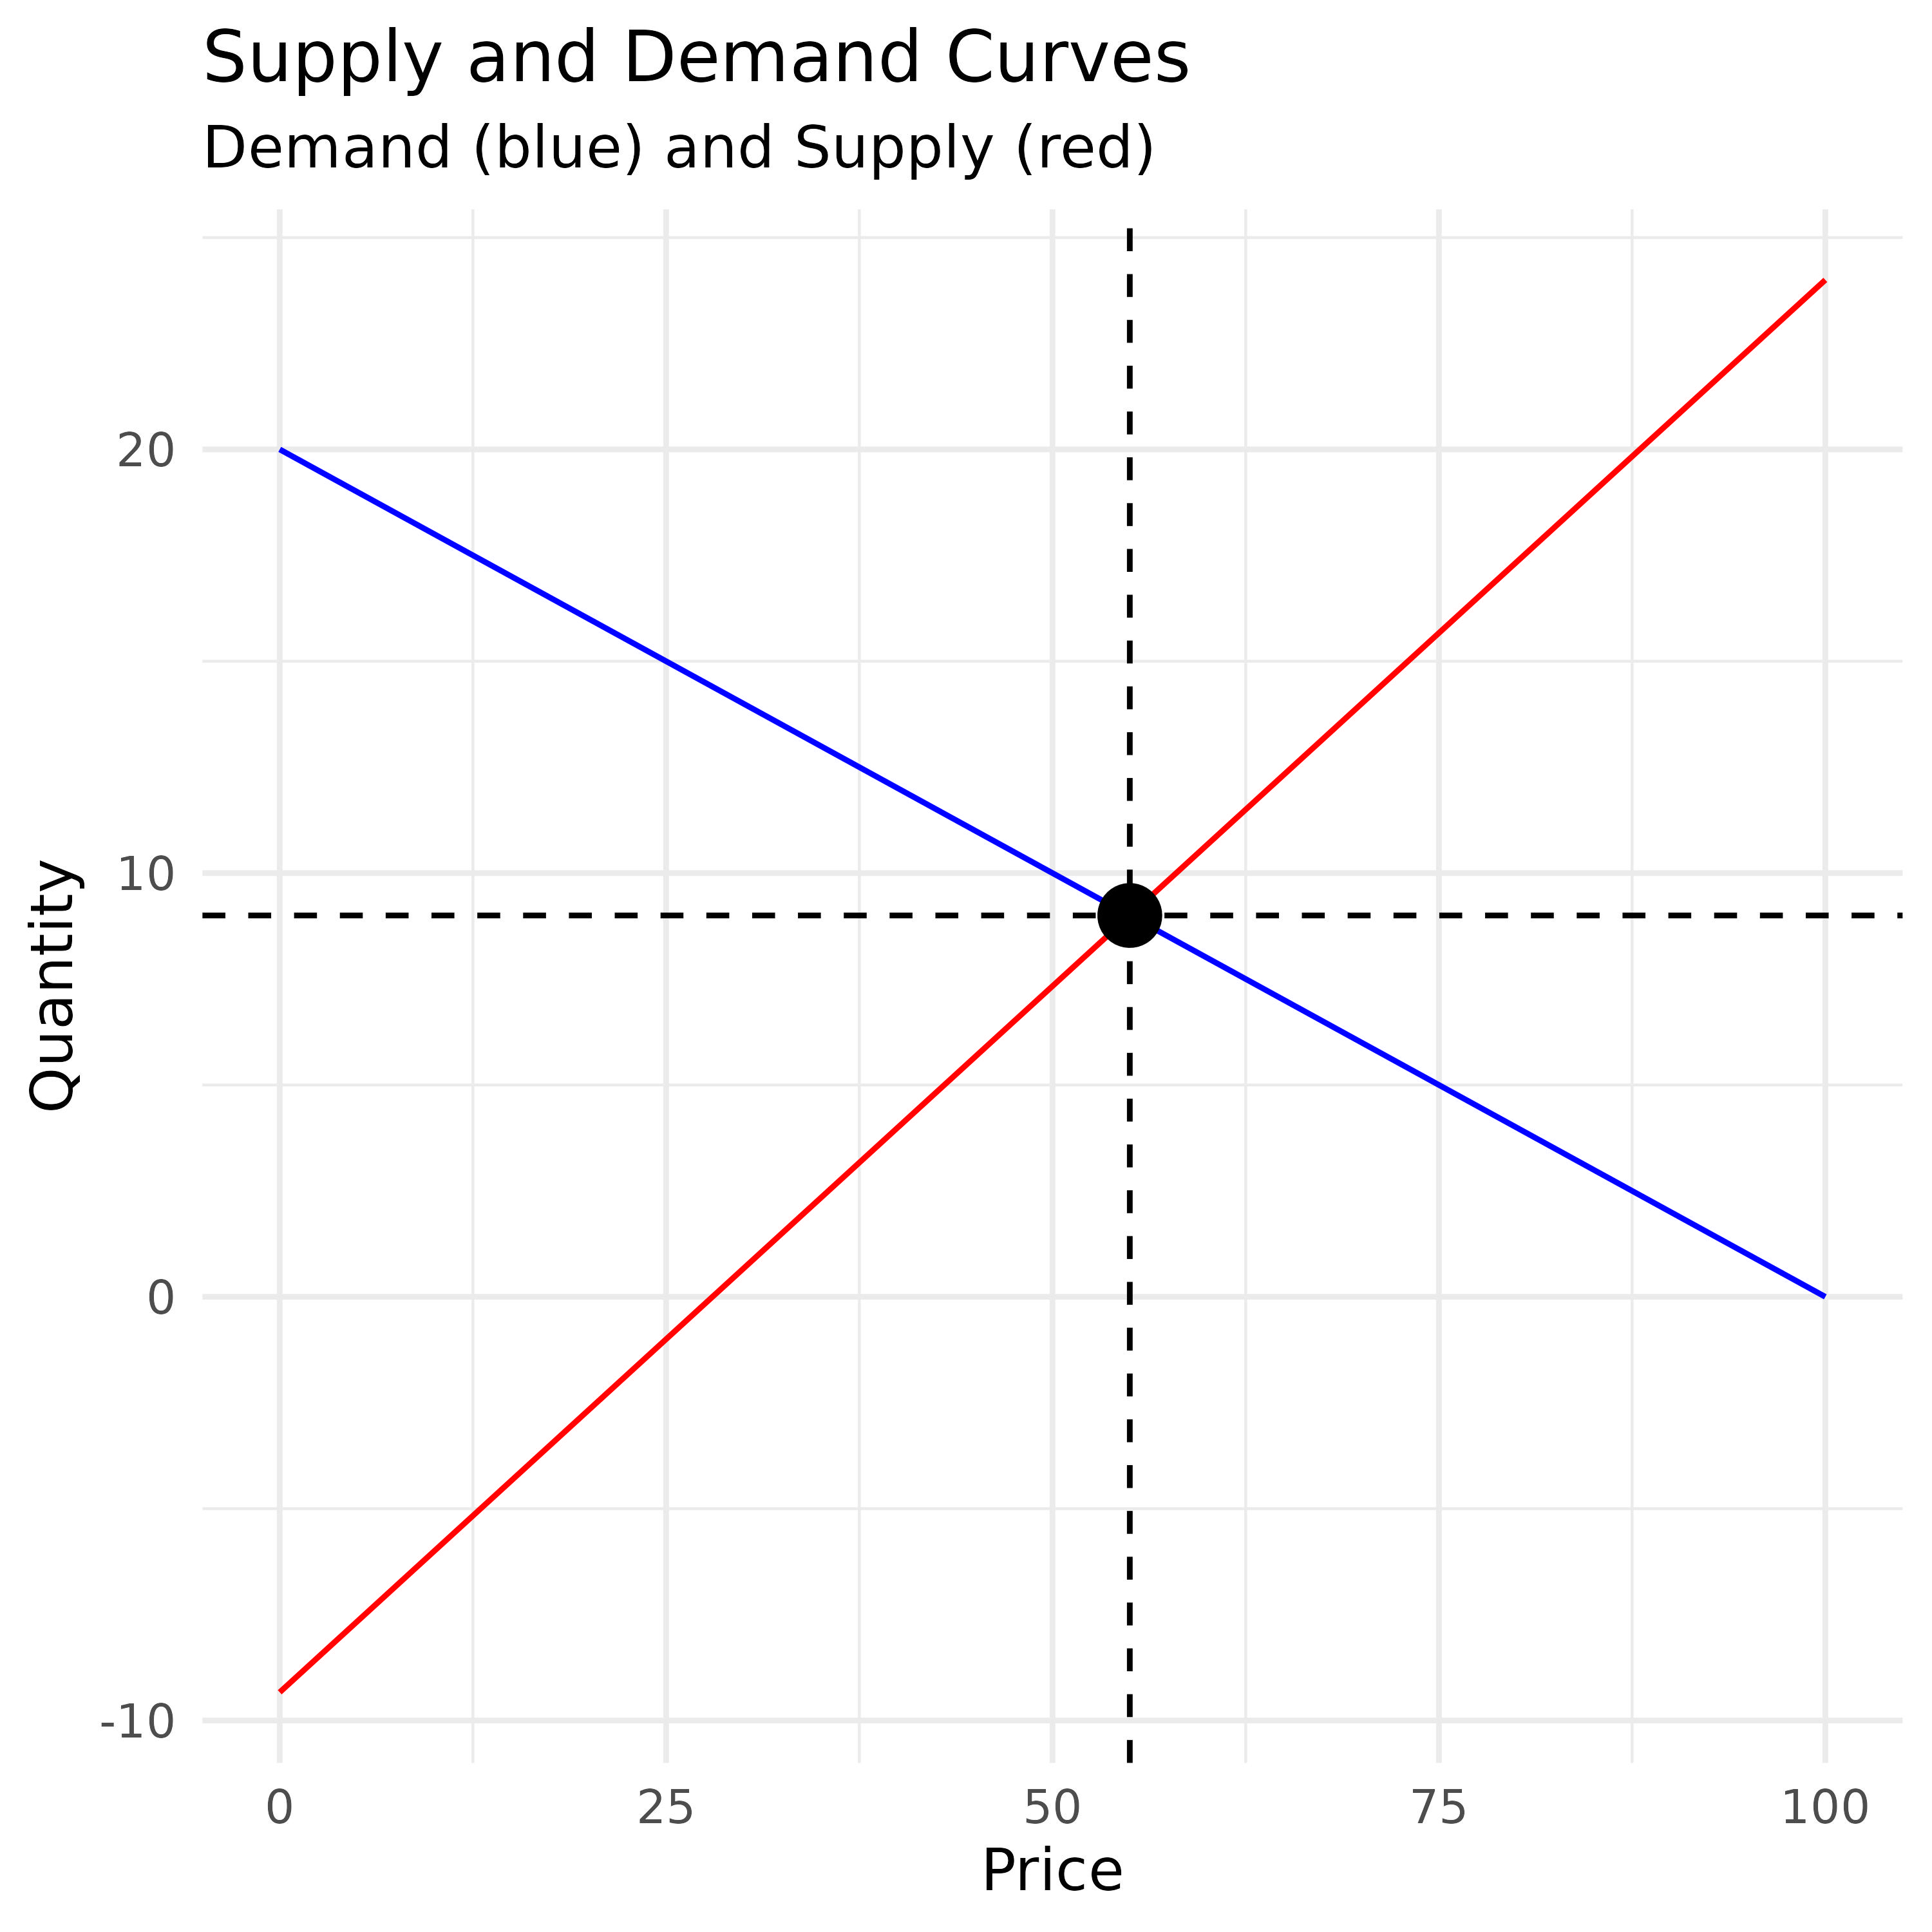 Supply and Demand Curves
Demand (blue) and Supply (red)
Quantity
20
10
0
-10
0 25 50 75 100
Price